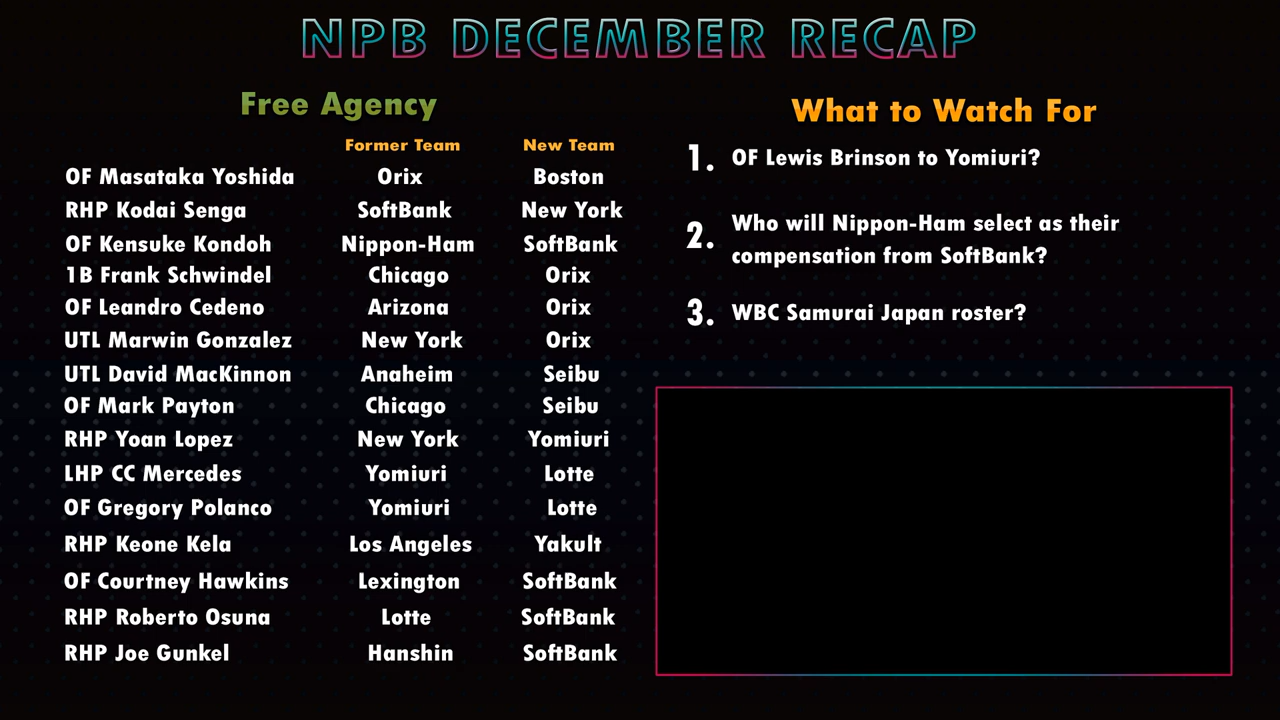 NPB DECEMBER RECAP
Free Agency
Former Team New Team
OF Masataka Yoshida Orix Boston
RHP Kodai Senga SoftBank New York
OF Kensuke Kondoh Nippon-Ham SoftBank
1B Frank Schwindel Chicago Orix
OF Leandro Cedeno Arizona Orix
UTL Marwin Gonzalez New York Orix
UTL David MacKinnon Anaheim Seibu
OF Mark Payton Chicago Seibu
RHP Yoan Lopez New York Yomiuri
LHP CC Mercedes Yomiuri Lotte
OF Gregory Polanco Yomiuri Lotte
RHP Keone Kela Los Angeles Yakult
OF Courtney Hawkins Lexington SoftBank
RHP Roberto Osuna Lotte SoftBank
RHP Joe Gunkel Hanshin SoftBank
What to Watch For
1. OF Lewis Brinson to Yomiuri?
2. Who will Nippon-Ham select as their
compensation from SoftBank?
3. WBC Samurai Japan roster?